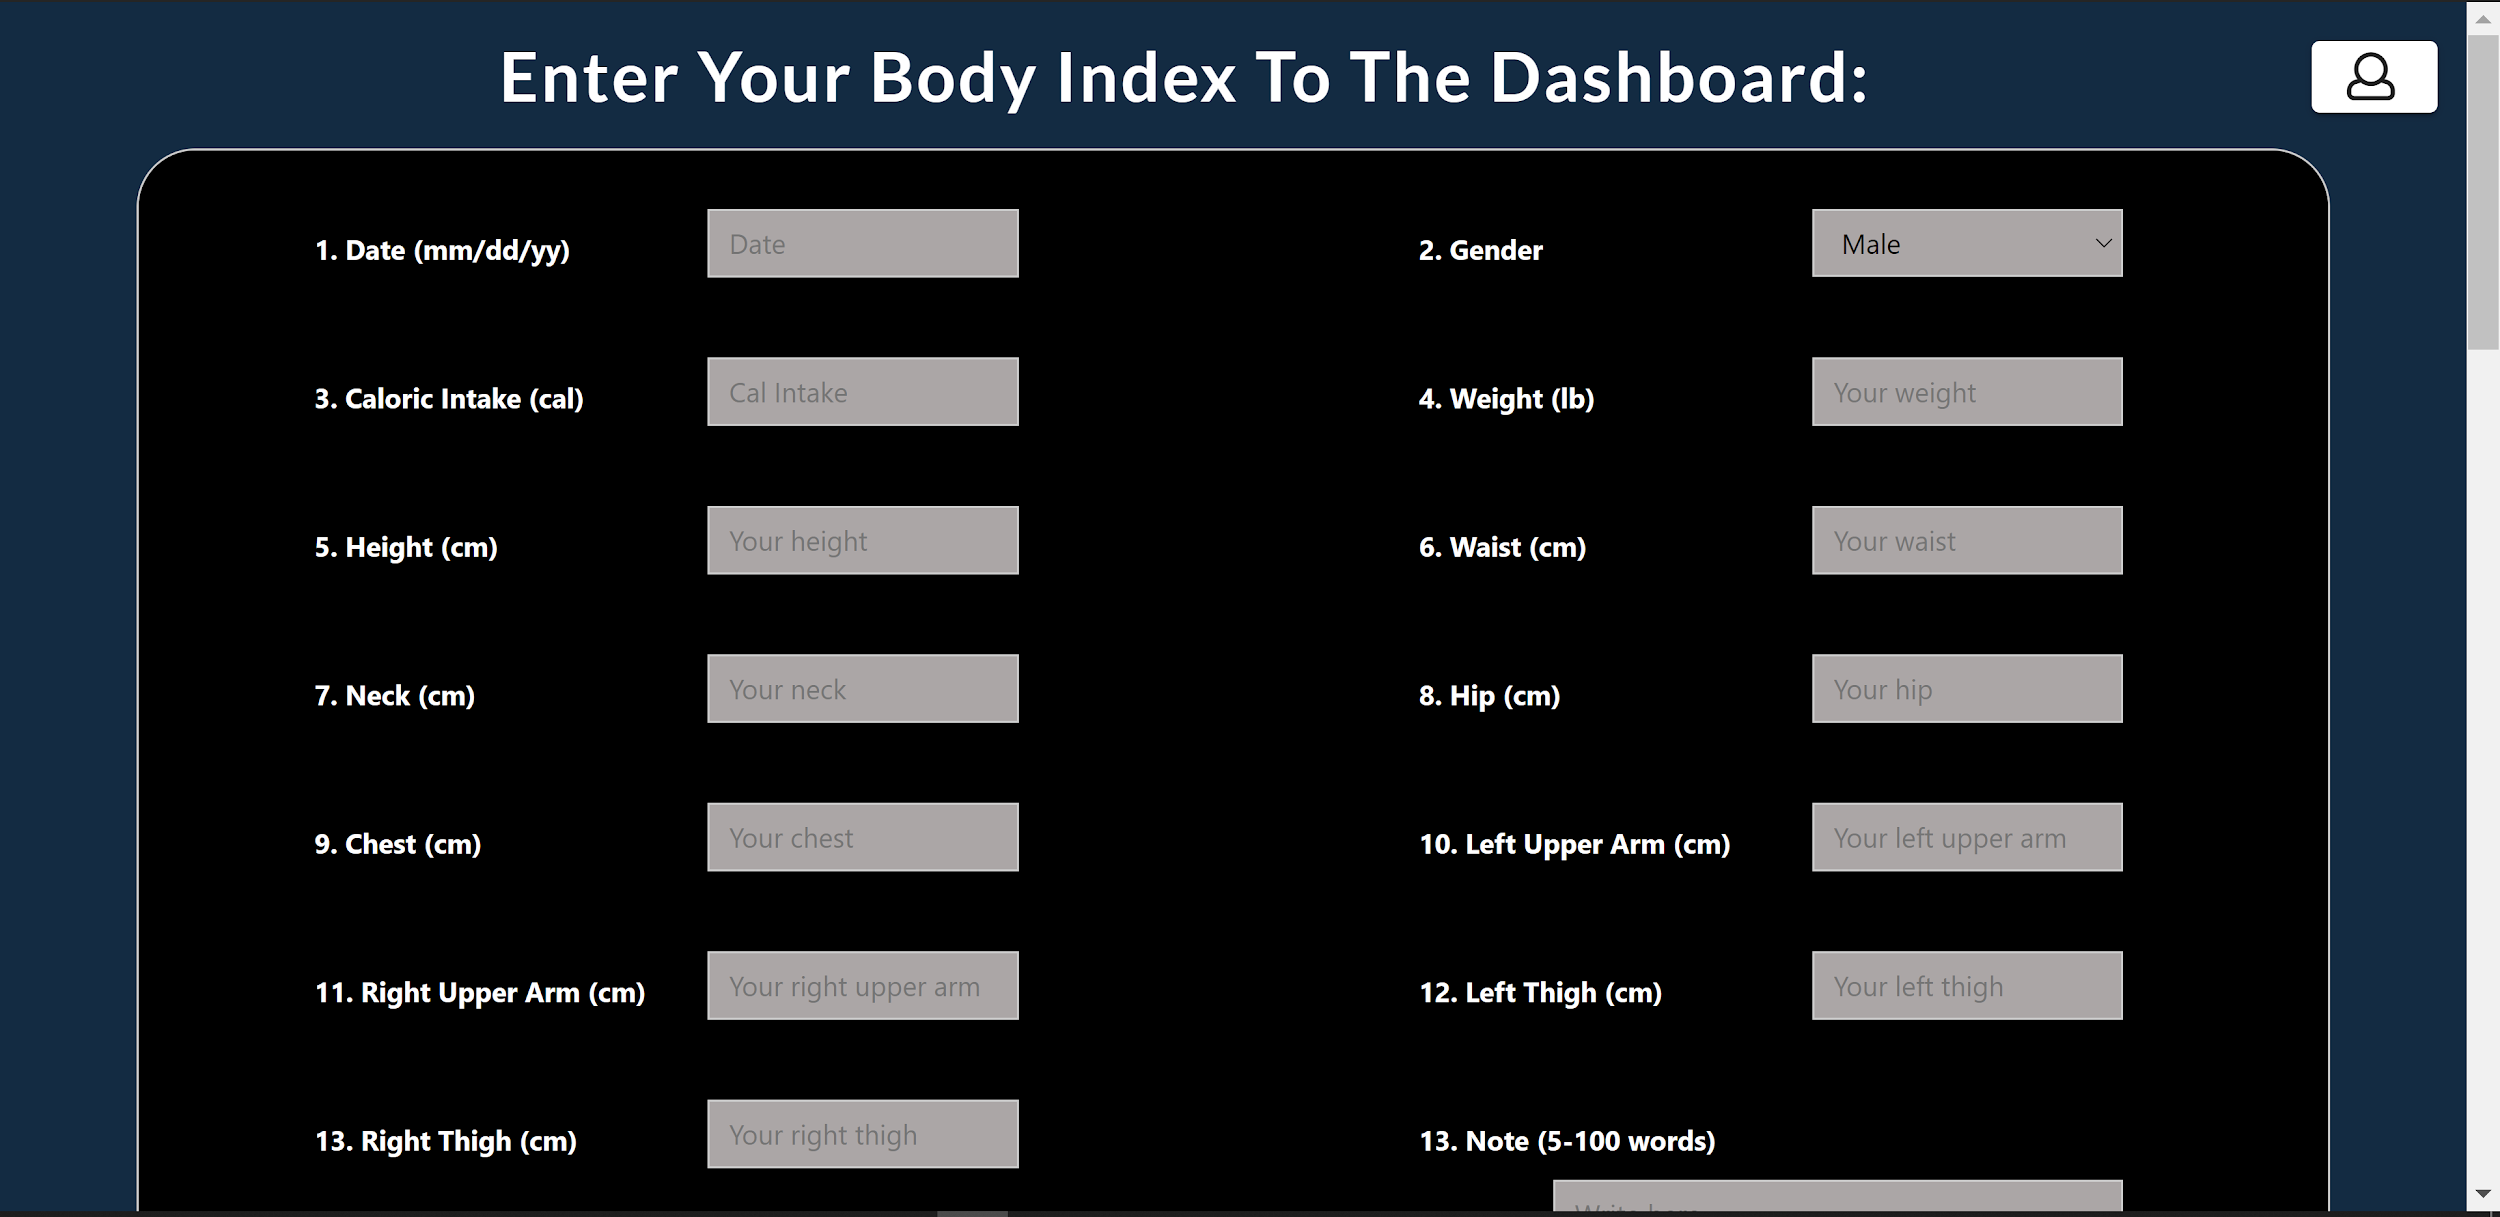 Enter Your Body Index To The Dashboard:
1. Date (mm/dd/yy)
Date
2. Gender
Male
3. Caloric Intake (cal)
Cal Intake
4. Weight (lb)
Your weight
5. Height (cm)
Your height
6. Waist (cm)
Your waist
7. Neck (cm)
Your neck
8. Hip (cm)
Your hip
9. Chest (cm)
Your chest
10. Left Upper Arm (cm)
Your left upper arm
11. Right Upper Arm (cm)
Your right upper arm
12. Left Thigh (cm)
Your left thigh
13. Right Thigh (cm)
Your right thigh
13. Note (5-100 words)